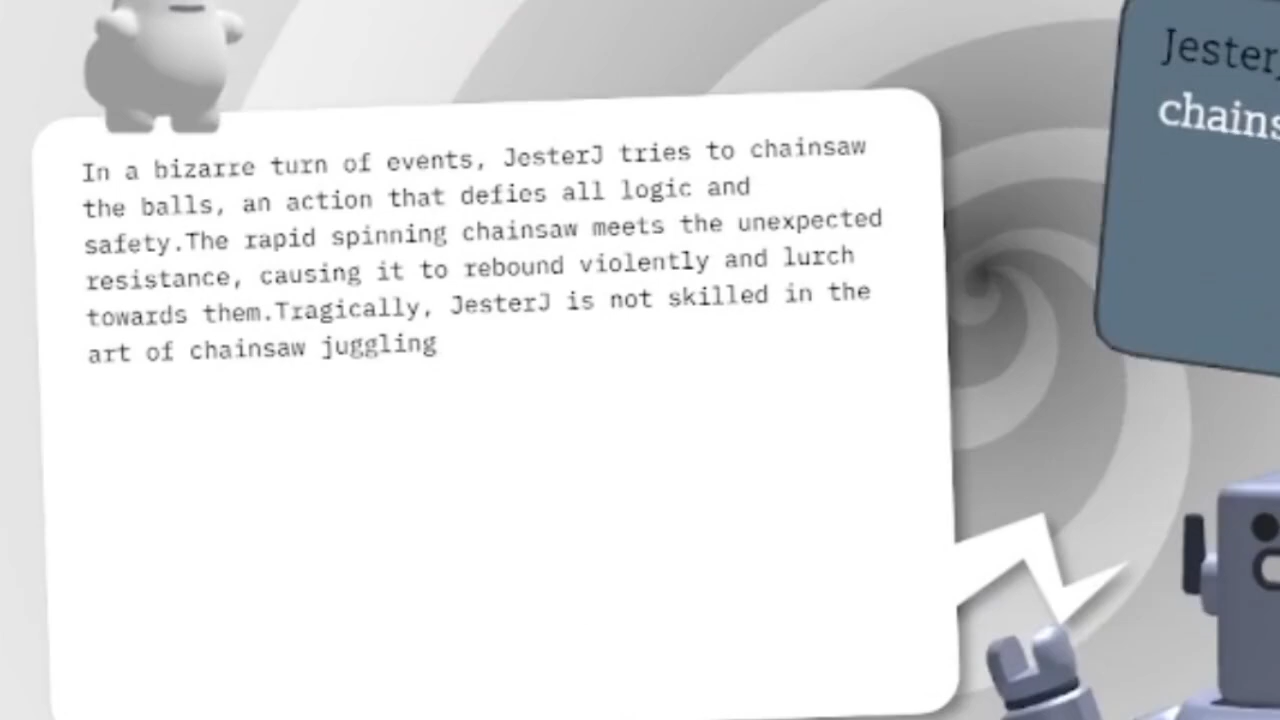 In a bizarre turn of events, JesterJ tries to chainsaw
the balls, an action that defies all logic and
safety.The rapid spinning chainsaw meets the unexpected
resistance, causing it to rebound violently and lurch
towards them.Tragically, JesterJ is not skilled in the
art of chainsaw juggling
Jester
chains